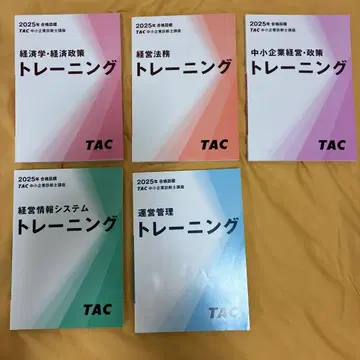 2025年 合格目標
TAC 中小企業診断士講座
経済学・経済政策
トレーニング
TAC
2025年 合格目標
TAC 中小企業診断士講座
経営法務
トレーニング
TAC
2025年 合格目標
TAC 中小企業診断士講座
中小企業経営・政策
トレーニング
TAC
2025年 合格目標
TAC 中小企業診断士講座
経営情報システム
トレーニング
TAC
2025年 合格目標
TAC 中小企業診断士講座
運営管理
トレーニング
TAC